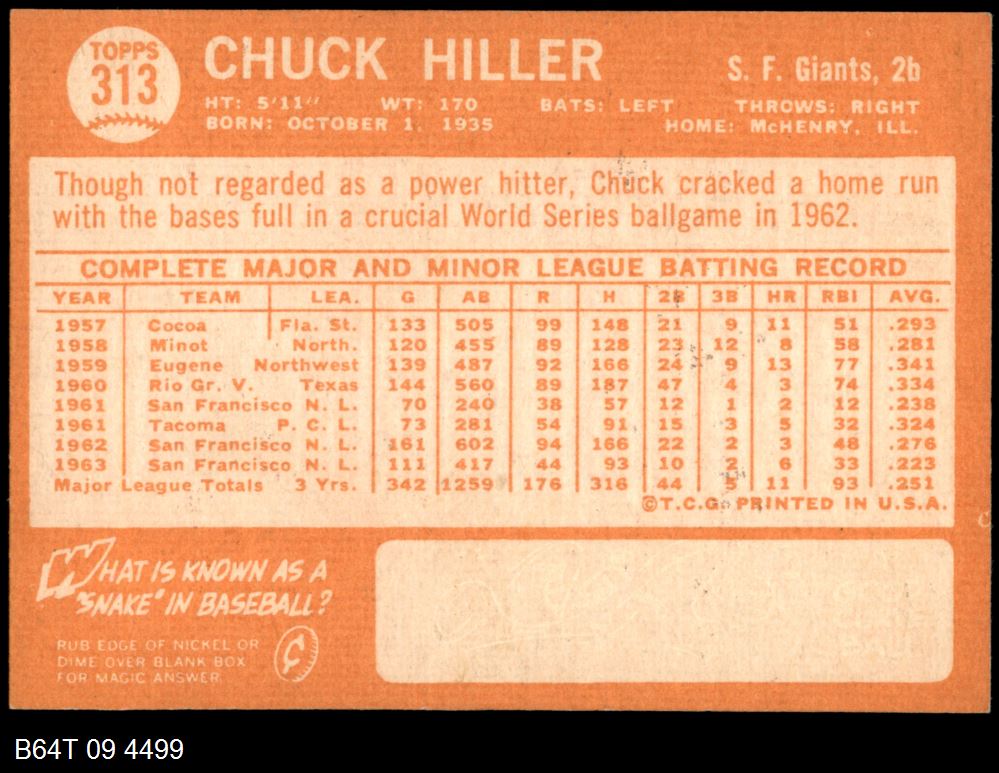 TOPPS
313
CHUCK HILLER
S. F. Giants, 2b
HT: 5'11" WT: 170 BATS: LEFT THROWS: RIGHT
BORN: OCTOBER 1, 1935 HOME: McHENRY, ILL.
Though not regarded as a power hitter, Chuck cracked a home run
with the bases full in a crucial World Series ballgame in 1962.
COMPLETE MAJOR AND MINOR LEAGUE BATTING RECORD
YEAR TEAM LEA. G AB R H 2B 3B HR RBI AVG.
1957 Cocoa Fla. St. 133 505 99 148 21 9 11 51 .293
1958 Minot North. 120 455 89 128 23 12 8 58 .281
1959 Eugene Northwest 139 487 92 166 24 9 13 77 .341
1960 Rio Gr. V. Texas 144 560 89 187 47 4 3 74 .334
1961 San Francisco N. L. 70 240 38 57 12 1 2 12 .238
1961 Tacoma P. C. L. 73 281 54 91 15 3 5 32 .324
1962 San Francisco N. L. 161 602 94 166 22 2 3 48 .276
1963 San Francisco N. L. 111 417 44 93 10 2 6 33 .223
Major League Totals 3 Yrs. 342 1259 176 316 44 5 11 93 .251
©T.C.G. PRINTED IN U.S.A.
WHAT IS KNOWN AS A
"SNAKE" IN BASEBALL?
RUB EDGE OF NICKEL OR
DIME OVER BLANK BOX
FOR MAGIC ANSWER.
B64T 09 4499